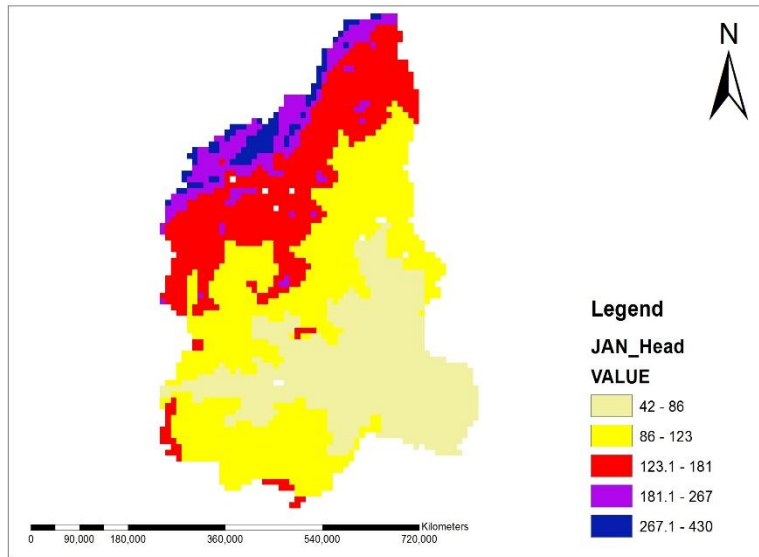 N
Legend
JAN_Head
VALUE
42 - 86
86 - 123
123.1 - 181
181.1 - 267
267.1 - 430
Kilometers
0 90,000 180,000 360,000 540,000 720,000